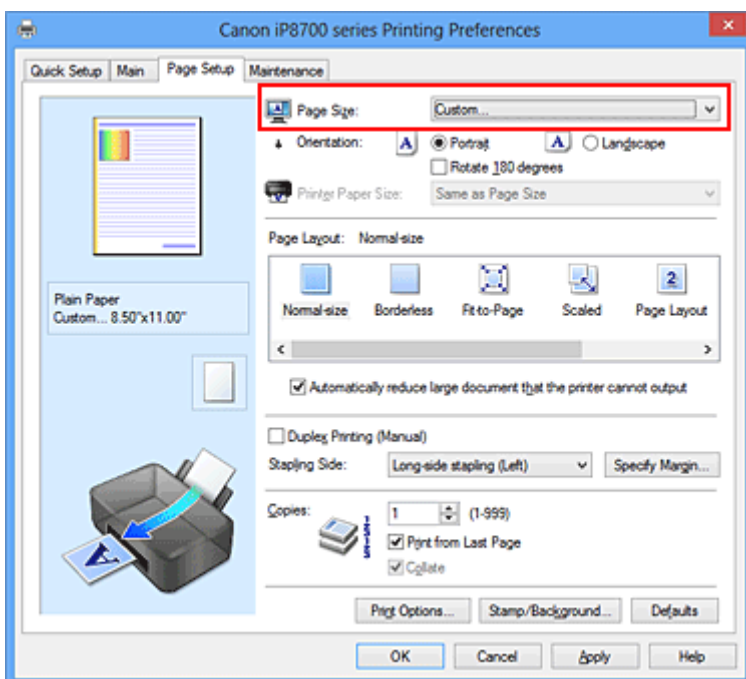 Canon iP8700 series Printing Preferences
Quick Setup Main Page Setup Maintenance
Page Size: Custom...
Orientation: A Portrait A Landscape
Rotate 180 degrees
Printer Paper Size: Same as Page Size
Page Layout: Normal-size
2
Normal-size Borderless Fit-to-Page Scaled Page Layout
Plain Paper
Custom... 8.50"x11.00"
Automatically reduce large document that the printer cannot output
Duplex Printing (Manual)
Stapling Side: Long-side stapling (Left) Specify Margin...
Copies: 1 (1-999)
Print from Last Page
Collate
A
Print Options... Stamp/Background... Defaults
OK Cancel Apply Help